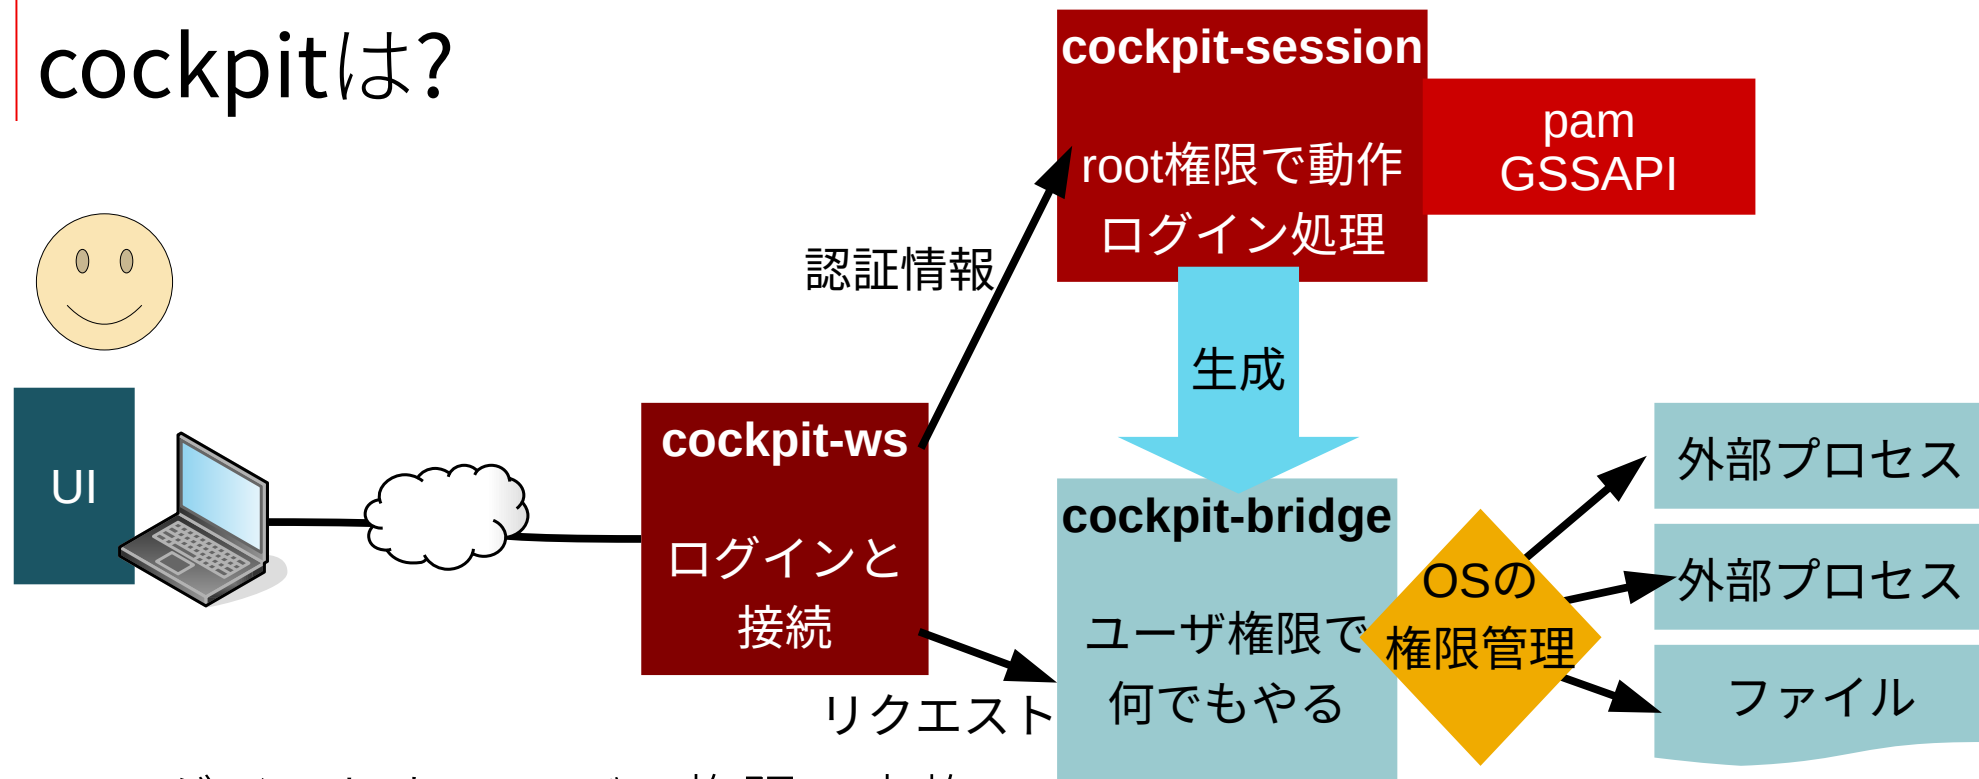 cockpitは?
cockpit-session
root権限で動作
ログイン処理
pam
GSSAPI
認証情報
生成
UI
cockpit-ws
ログインと
接続
リクエスト
cockpit-bridge
ユーザ権限で
何でもやる
OSの
権限管理
外部プロセス
外部プロセス
ファイル